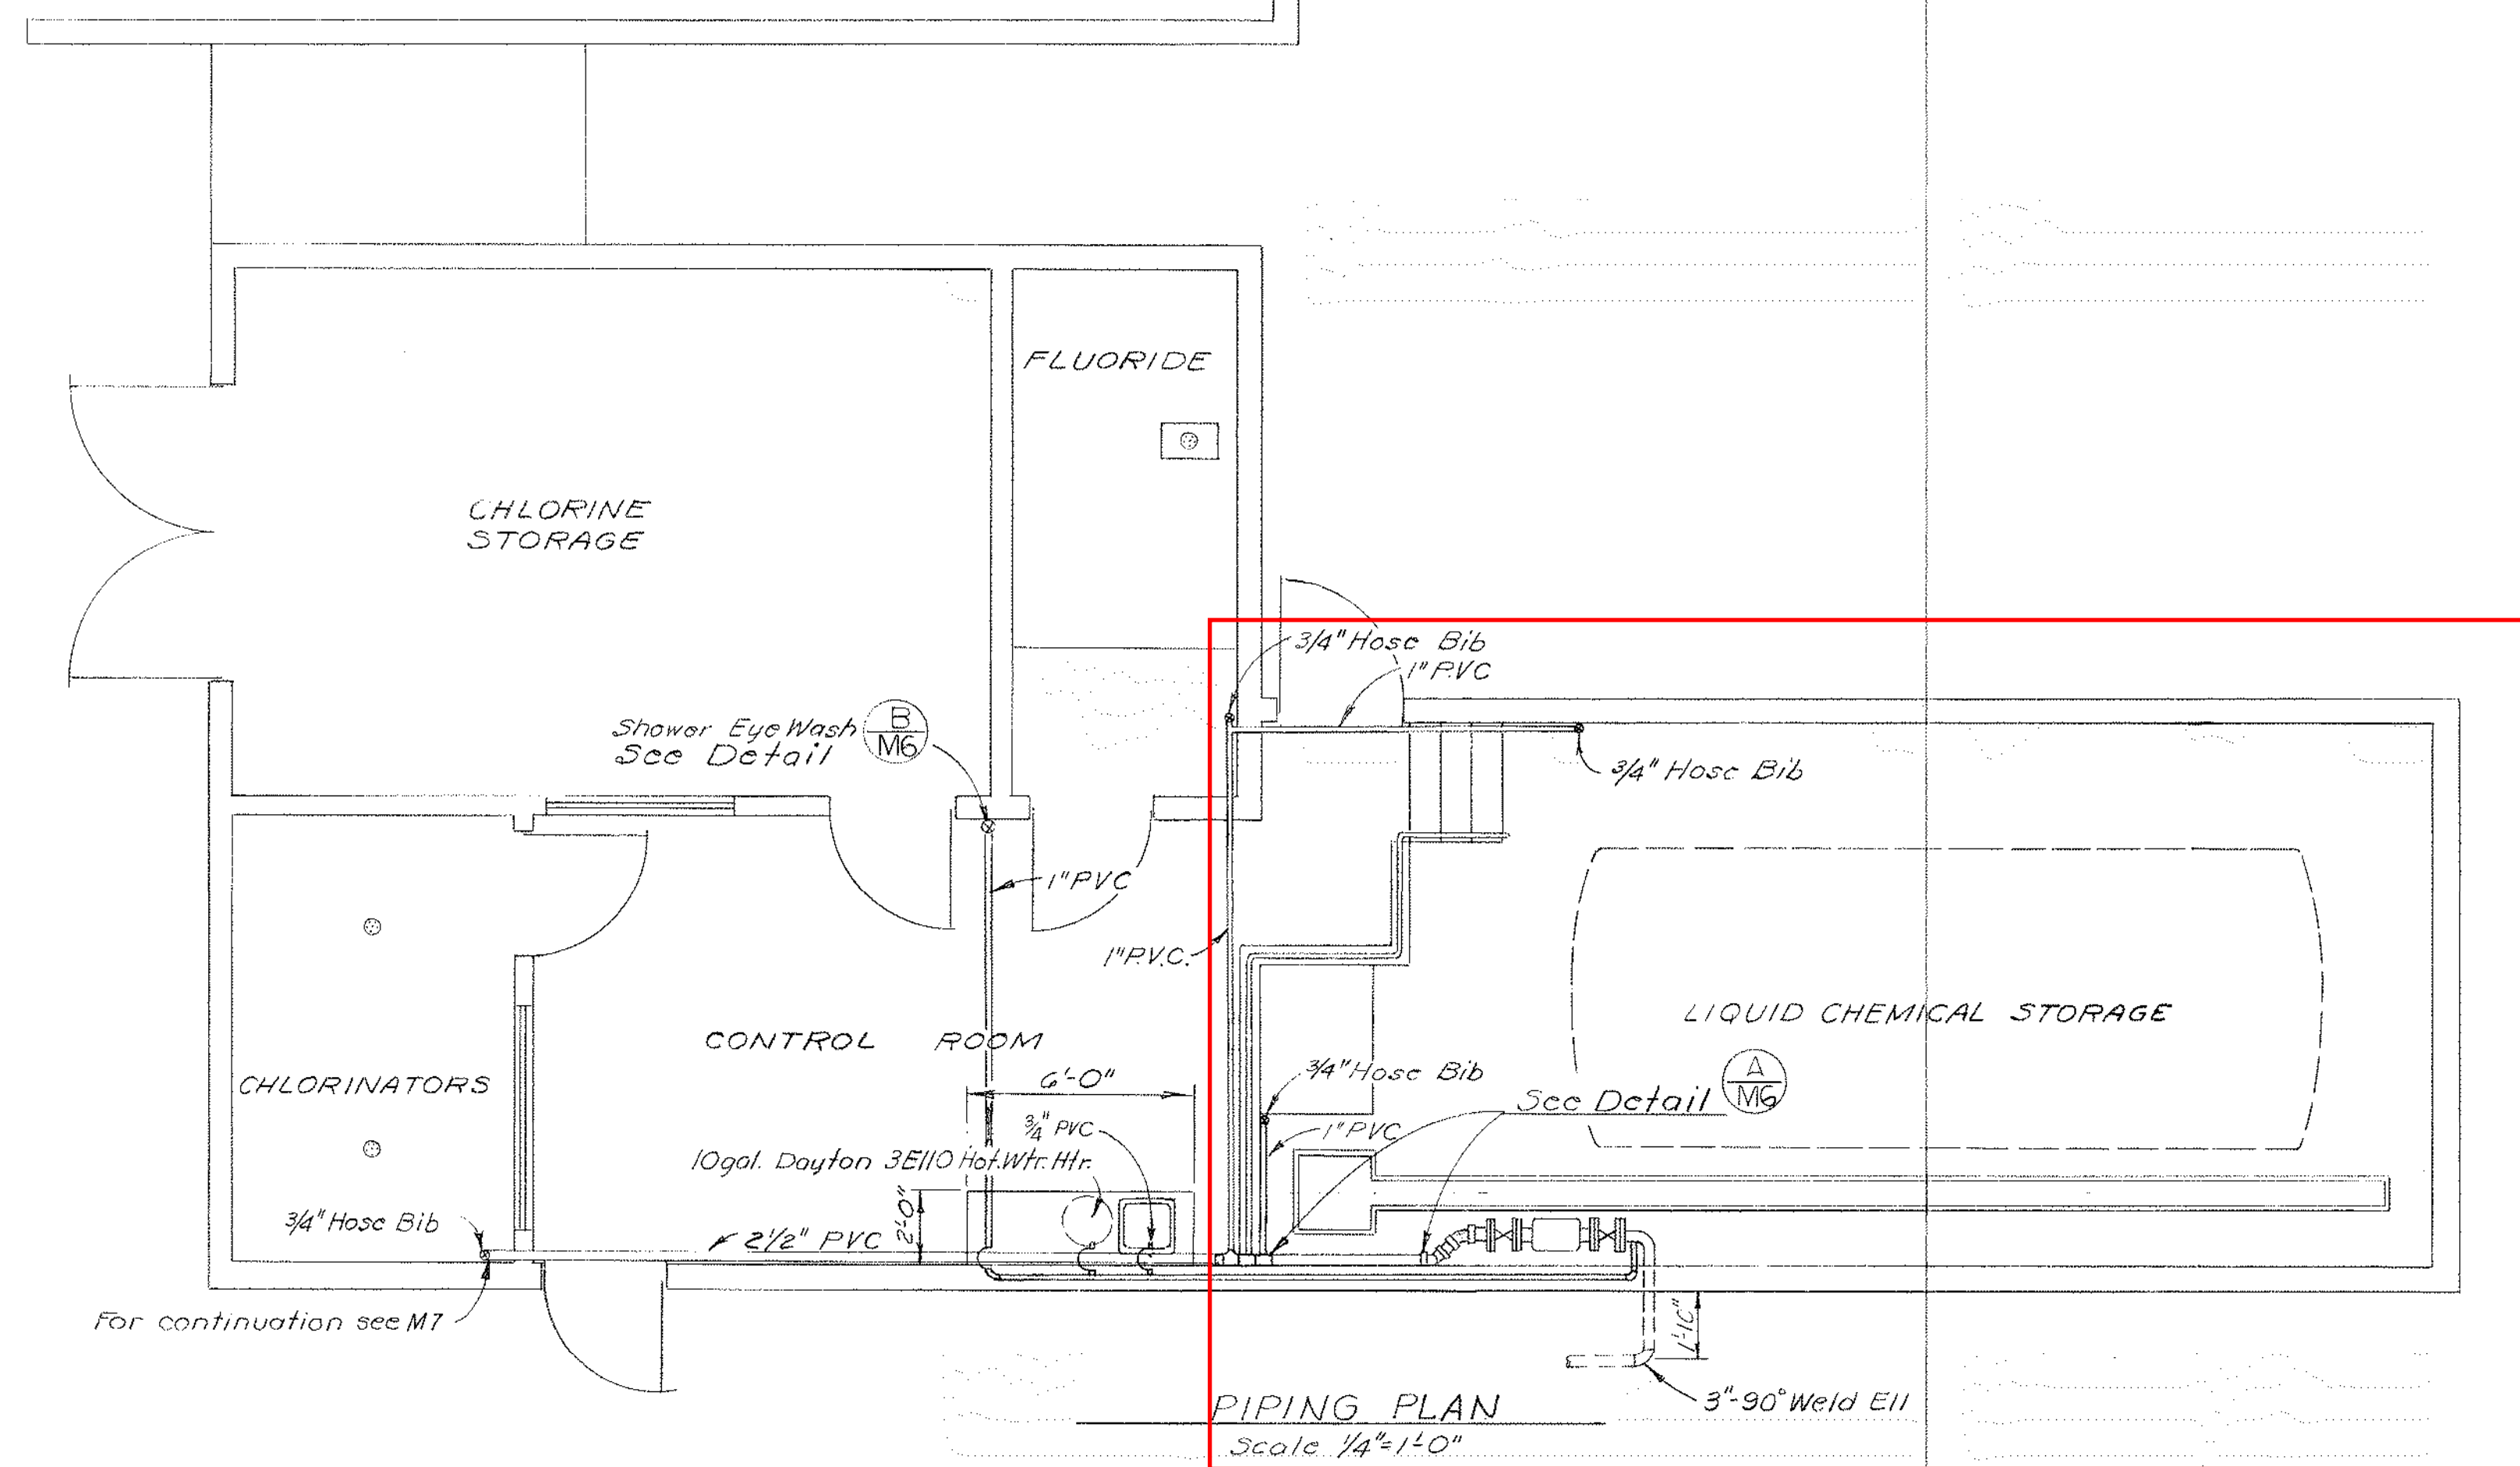 FLUORIDE
CHLORINE
STORAGE
3/4" Hose Bib
1" P.VC
Shower Eye Wash
See Detail
B
M6
3/4" Hose Bib
1" PVC
1" P.V.C.
LIQUID CHEMICAL STORAGE
CONTROL ROOM
CHLORINATORS
6'-0"
3/4" Hose Bib
See Detail
A
M6
3/4" PVC
1" PVC
10gal. Dayton 3E110 Hot.Wtr.Htr.
2'-0"
3/4" Hose Bib
2 1/2" PVC
For continuation see M7
3"-90° Weld Ell
PIPING PLAN
Scale 1/4"=1'-0"